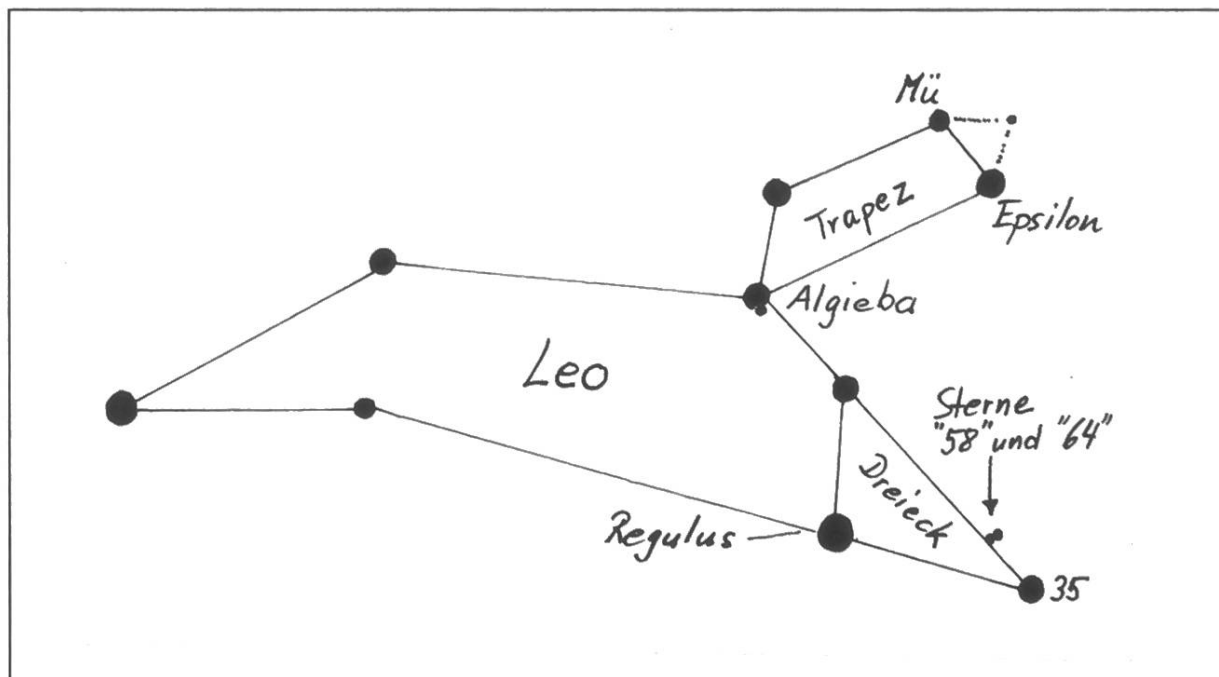 Mü
Trapez
Epsilon
Algieba
Leo
Sterne
"58" und "64"
Dreieck
Regulus
35